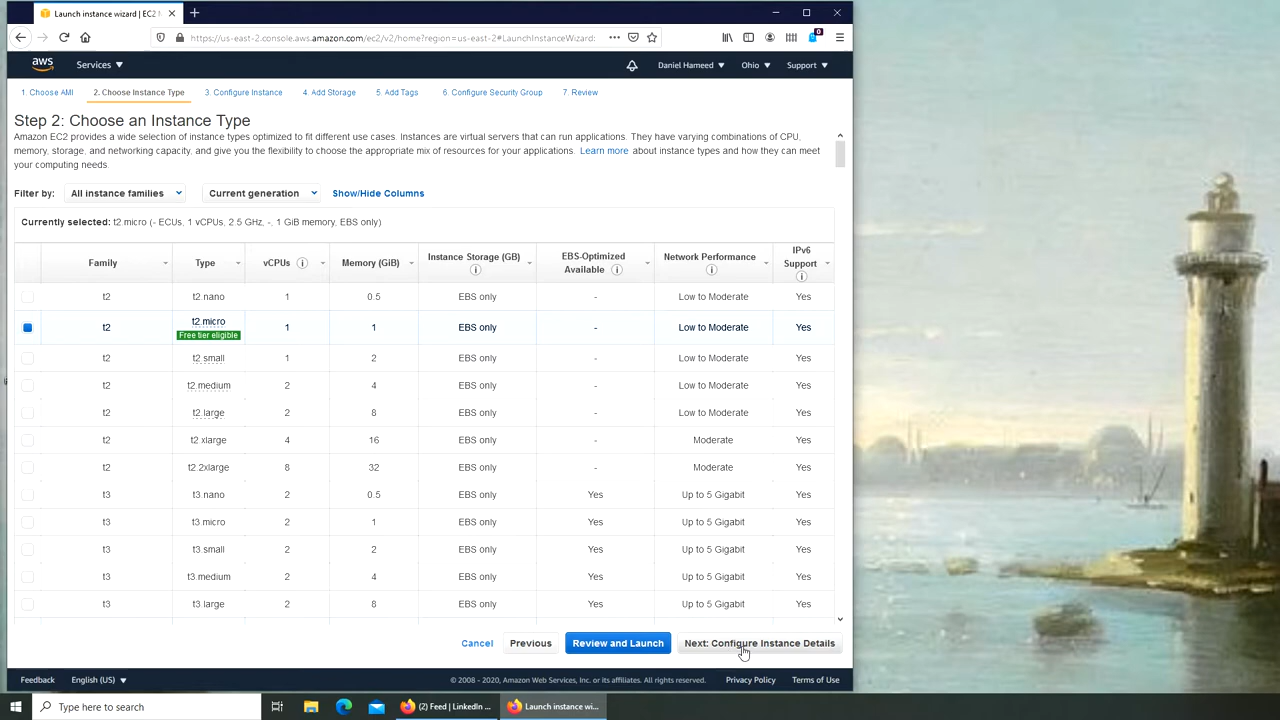 Launch instance wizard | EC2 M
https://us-east-2.console.aws.amazon.com/ec2/v2/home?region=us-east-2#LaunchInstanceWizard:
0
aws
Services
Daniel Hameed
Ohio
Support
1. Choose AMI
2. Choose Instance Type
3. Configure Instance
4. Add Storage
5. Add Tags
6. Configure Security Group
7. Review
Step 2: Choose an Instance Type
Amazon EC2 provides a wide selection of instance types optimized to fit different use cases. Instances are virtual servers that can run applications. They have varying combinations of CPU,
memory, storage, and networking capacity, and give you the flexibility to choose the appropriate mix of resources for your applications. Learn more about instance types and how they can meet
your computing needs.
Filter by: All instance families Current generation Show/Hide Columns
Currently selected: t2.micro (- ECUs, 1 vCPUs, 2.5 GHz, -, 1 GiB memory, EBS only)
Family Type vCPUs Memory (GiB) Instance Storage (GB) EBS-Optimized Available Network Performance IPv6 Support
t2 t2.nano 1 0.5 EBS only - Low to Moderate Yes
t2 t2.micro 1 1 EBS only - Low to Moderate Yes
Free tier eligible
t2 t2.small 1 2 EBS only - Low to Moderate Yes
t2 t2.medium 2 4 EBS only - Low to Moderate Yes
t2 t2.large 2 8 EBS only - Low to Moderate Yes
t2 t2.xlarge 4 16 EBS only - Moderate Yes
t2 t2.2xlarge 8 32 EBS only - Moderate Yes
t3 t3.nano 2 0.5 EBS only Yes Up to 5 Gigabit Yes
t3 t3.micro 2 1 EBS only Yes Up to 5 Gigabit Yes
t3 t3.small 2 2 EBS only Yes Up to 5 Gigabit Yes
t3 t3.medium 2 4 EBS only Yes Up to 5 Gigabit Yes
t3 t3.large 2 8 EBS only Yes Up to 5 Gigabit Yes
Cancel Previous Review and Launch Next: Configure Instance Details
Feedback English (US) © 2008 - 2020, Amazon Web Services, Inc. or its affiliates. All rights reserved. Privacy Policy Terms of Use
Type here to search
(2) Feed | LinkedIn ...
Launch instance wi...